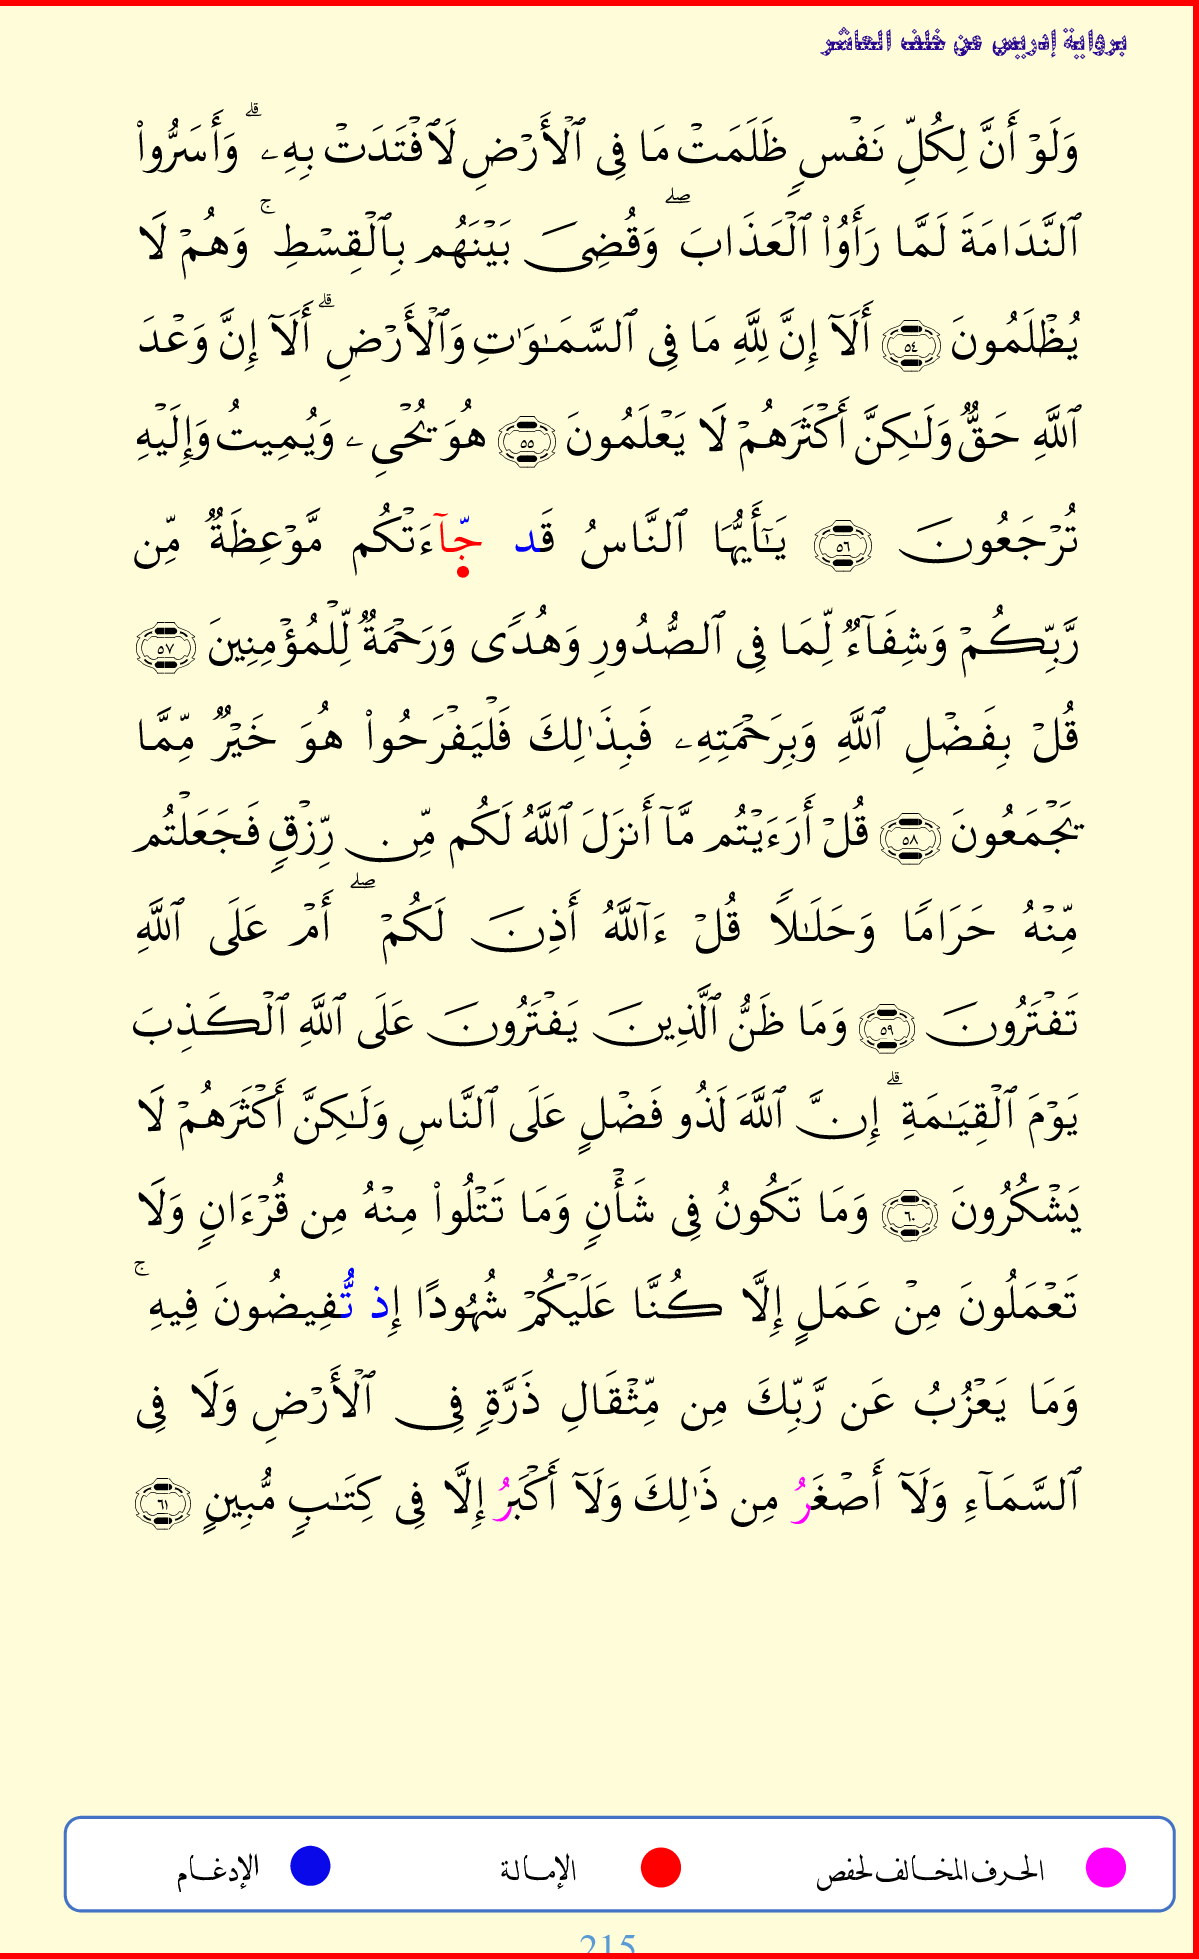 برواية إدريس عن خلف العاشر
وَلَوۡ أَنَّ لِكُلِّ نَفۡسٖ ظَلَمَتۡ مَا فِي ٱلۡأَرۡضِ لَٱفۡتَدَتۡ بِهِۦۗ وَأَسَرُّواْ
ٱلنَّدَامَةَ لَمَّا رَأَوُاْ ٱلۡعَذَابَۖ وَقُضِيَ بَيۡنَهُم بِٱلۡقِسۡطِۚ وَهُمۡ لَا
يُظۡلَمُونَ ٥٤ أَلَآ إِنَّ لِلَّهِ مَا فِي ٱلسَّمَٰوَٰتِ وَٱلۡأَرۡضِۗ أَلَآ إِنَّ وَعۡدَ
ٱللَّهِ حَقّٞ وَلَٰكِنَّ أَكۡثَرَهُمۡ لَا يَعۡلَمُونَ ٥٥ هُوَ يُحۡيِۦ وَيُمِيتُ وَإِلَيۡهِ
تُرۡجَعُونَ ٥٦ يَٰٓأَيُّهَا ٱلنَّاسُ قَد جِّآءَتۡكُم مَّوۡعِظَةٞ مِّن
رَّبِّكُمۡ وَشِفَآءٞ لِّمَا فِي ٱلصُّدُورِ وَهُدٗى وَرَحۡمَةٞ لِّلۡمُؤۡمِنِينَ ٥٧
قُلۡ بِفَضۡلِ ٱللَّهِ وَبِرَحۡمَتِهِۦ فَبِذَٰلِكَ فَلۡيَفۡرَحُواْ هُوَ خَيۡرٞ مِّمَّا
يَجۡمَعُونَ ٥٨ قُلۡ أَرَءَيۡتُم مَّآ أَنزَلَ ٱللَّهُ لَكُم مِّن رِّزۡقٖ فَجَعَلۡتُم
مِّنۡهُ حَرَامٗا وَحَلَٰلٗا قُلۡ ءَآللَّهُ أَذِنَ لَكُمۡۖ أَمۡ عَلَى ٱللَّهِ
تَفۡتَرُونَ ٥٩ وَمَا ظَنُّ ٱلَّذِينَ يَفۡتَرُونَ عَلَى ٱللَّهِ ٱلۡكَذِبَ
يَوۡمَ ٱلۡقِيَٰمَةِۗ إِنَّ ٱللَّهَ لَذُو فَضۡلٍ عَلَى ٱلنَّاسِ وَلَٰكِنَّ أَكۡثَرَهُمۡ لَا
يَشۡكُرُونَ ٦٠ وَمَا تَكُونُ فِي شَأۡنٖ وَمَا تَتۡلُواْ مِنۡهُ مِن قُرۡءَانٖ وَلَا
تَعۡمَلُونَ مِنۡ عَمَلٍ إِلَّا كُنَّا عَلَيۡكُمۡ شُهُودًا إِذ تُّفِيضُونَ فِيهِۚ
وَمَا يَعۡزُبُ عَن رَّبِّكَ مِن مِّثۡقَالِ ذَرَّةٖ فِي ٱلۡأَرۡضِ وَلَا فِي
ٱلسَّمَآءِ وَلَآ أَصۡغَرُ مِن ذَٰلِكَ وَلَآ أَكۡبَرُ إِلَّا فِي كِتَٰبٖ مُّبِينٍ ٦١
الحرف المخالف لحفص الإمالة الإدغام
215